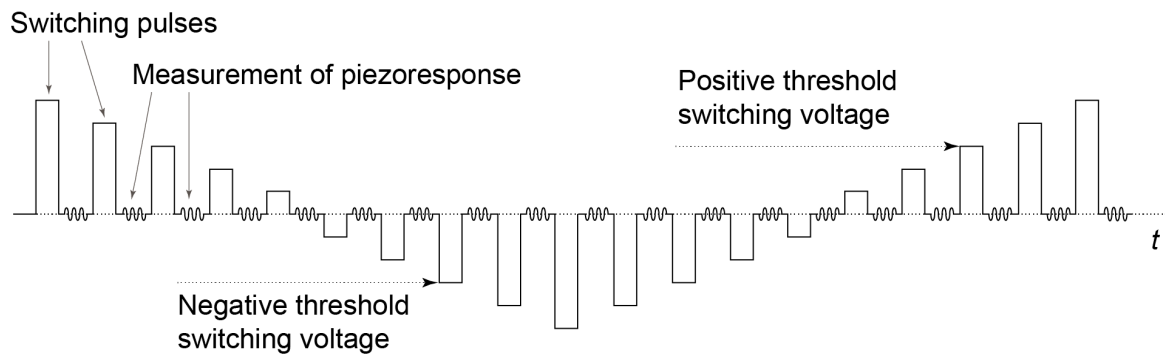 Switching pulses
Measurement of piezoresponse
Positive threshold
switching voltage
t
Negative threshold
switching voltage